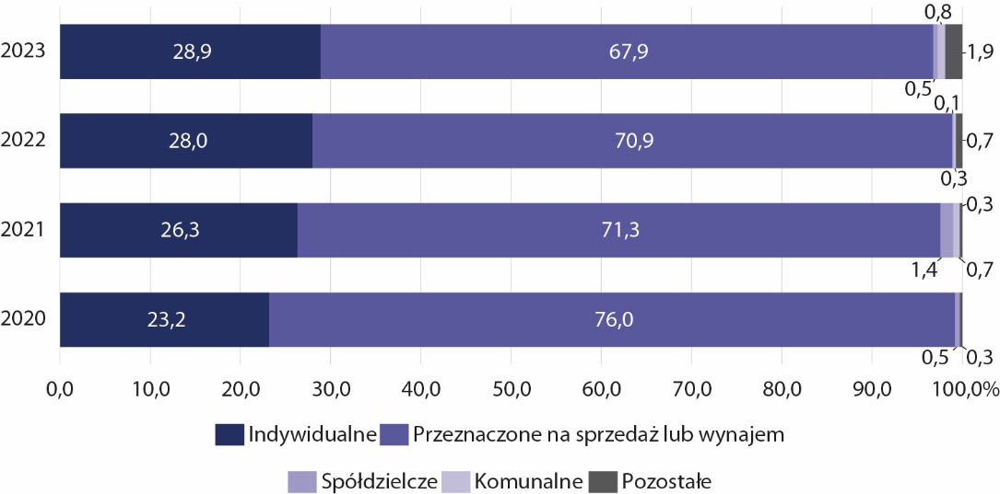 0,8
2023 28,9 67,9 1,9
0,5
0,1
2022 28,0 70,9 0,7
0,3
0,3
2021 26,3 71,3
1,4 0,7
2020 23,2 76,0
0,5 0,3
0,0 10,0 20,0 30,0 40,0 50,0 60,0 70,0 80,0 90,0 100,0%
Indywidualne Przeznaczone na sprzedaż lub wynajem
Spółdzielcze Komunalne Pozostałe